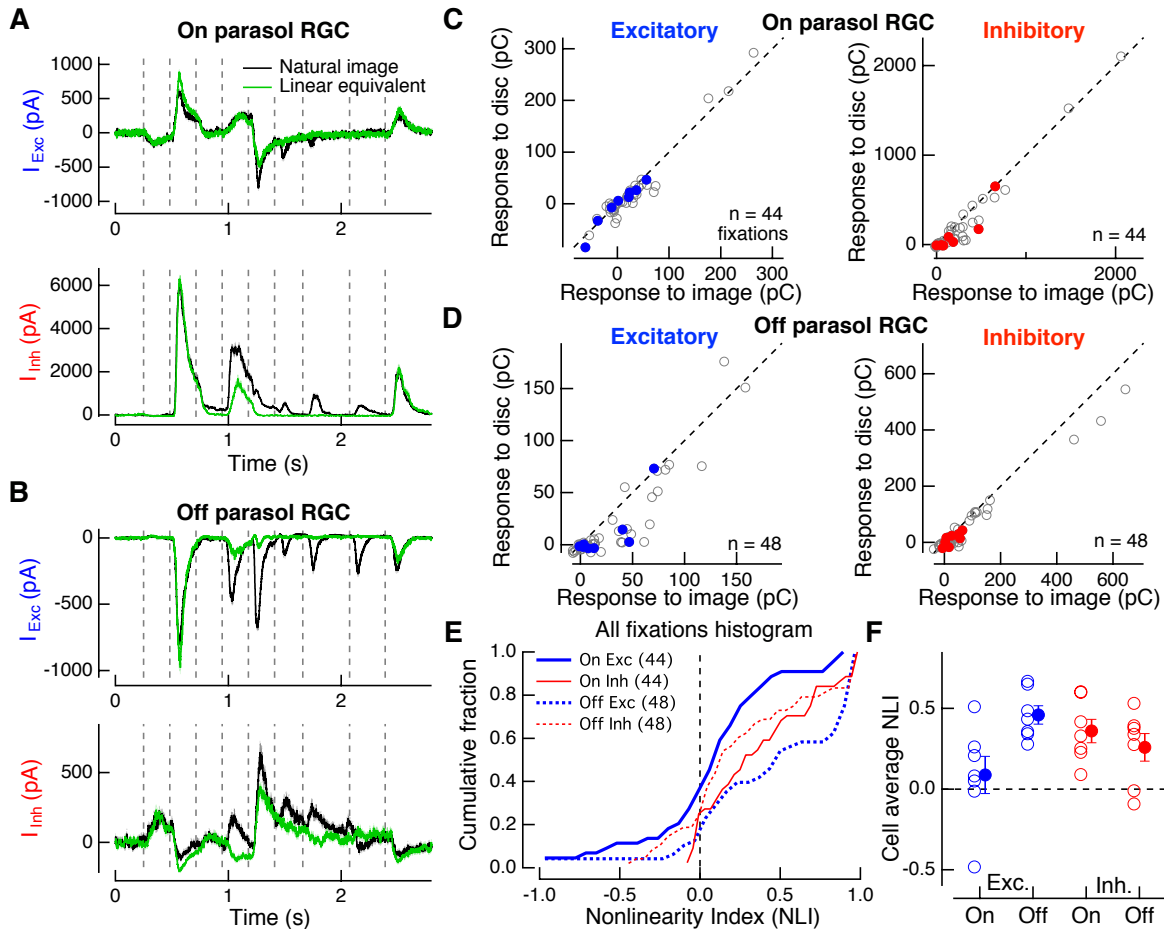 A
On parasol RGC
1000
500
0
-500
-1000
I Exc (pA)
Natural image
Linear equivalent
0
1
2
6000
4000
2000
0
I Inh (pA)
0
1
2
Time (s)
B
Off parasol RGC
0
-500
-1000
I Exc (pA)
500
0
I Inh (pA)
0
1
2
Time (s)
C
On parasol RGC
Excitatory
Inhibitory
Response to disc (pC)
300
200
100
0
n = 44
fixations
0
100
200
300
Response to image (pC)
Response to disc (pC)
2000
1000
0
n = 44
0
1000
2000
Response to image (pC)
D
Off parasol RGC
Excitatory
Inhibitory
Response to disc (pC)
150
100
50
0
n = 48
0
50
100
150
Response to image (pC)
Response to disc (pC)
600
400
200
0
n = 48
0
200
400
600
Response to image (pC)
E
All fixations histogram
On Exc (44)
On Inh (44)
Off Exc (48)
Off Inh (48)
Cumulative fraction
1.0
0.8
0.6
0.4
0.2
0.0
-1.0
-0.5
0.0
0.5
1.0
Nonlinearity Index (NLI)
F
Cell average NLI
0.5
0.0
-0.5
Exc.
Inh.
On
Off
On
Off